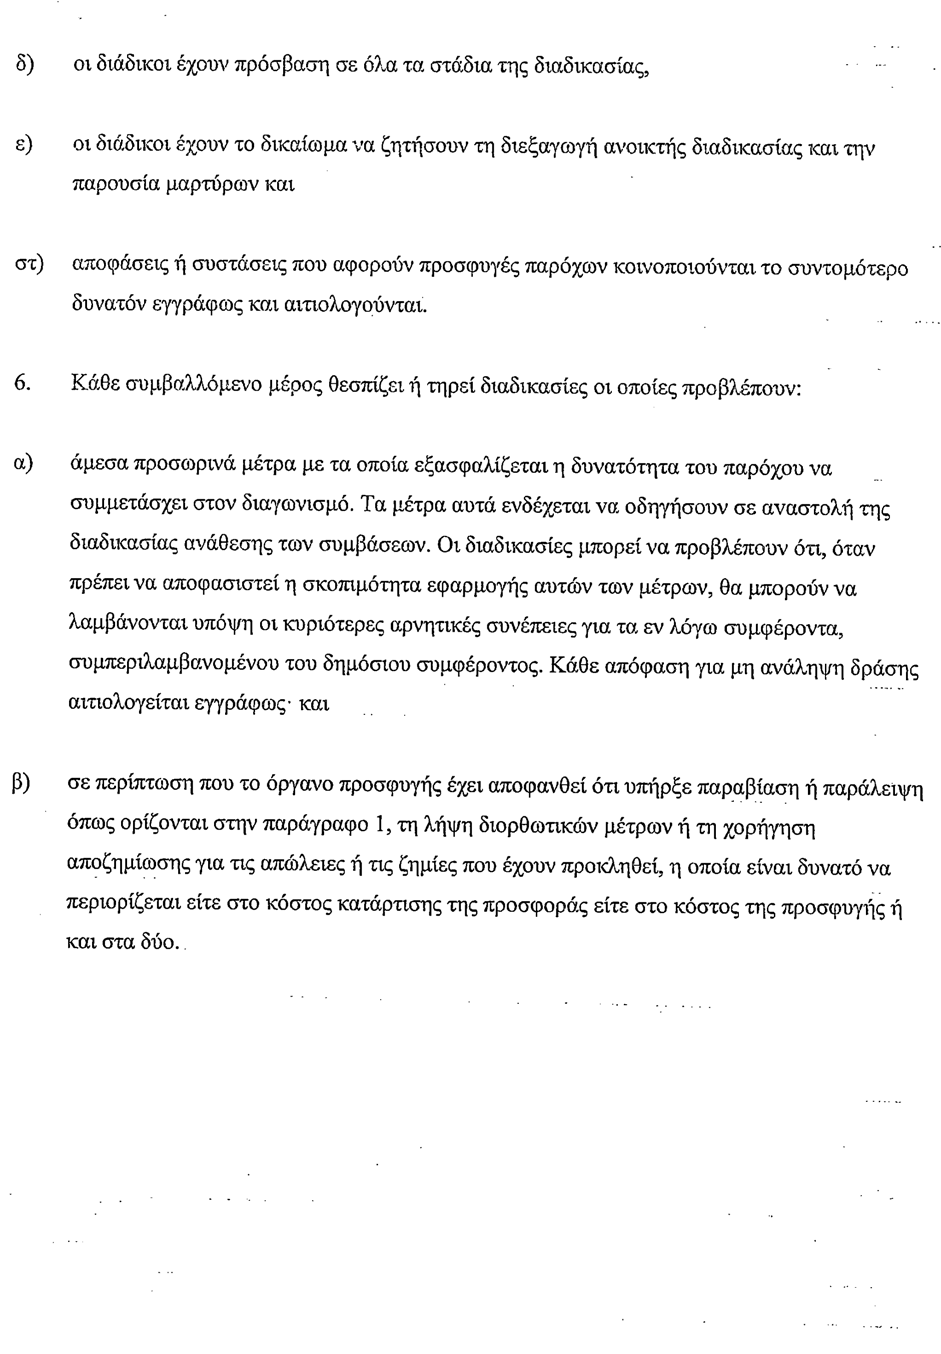 δ) οι διάδικοι έχουν πρόσβαση σε όλα τα στάδια της διαδικασίας,
ε) οι διάδικοι έχουν το δικαίωμα να ζητήσουν τη διεξαγωγή ανοικτής διαδικασίας και την
παρουσία μαρτύρων και
στ) αποφάσεις ή συστάσεις που αφορούν προσφυγές παρόχων κοινοποιούνται το συντομότερο
δυνατόν εγγράφως και αιτιολογούνται.
6. Κάθε συμβαλλόμενο μέρος θεσπίζει ή τηρεί διαδικασίες οι οποίες προβλέπουν:
α) άμεσα προσωρινά μέτρα με τα οποία εξασφαλίζεται η δυνατότητα του παρόχου να
συμμετάσχει στον διαγωνισμό. Τα μέτρα αυτά ενδέχεται να οδηγήσουν σε αναστολή της
διαδικασίας ανάθεσης των συμβάσεων. Οι διαδικασίες μπορεί να προβλέπουν ότι, όταν
πρέπει να αποφασιστεί η σκοπιμότητα εφαρμογής αυτών των μέτρων, θα μπορούν να
λαμβάνονται υπόψη οι κυριότερες αρνητικές συνέπειες για τα εν λόγω συμφέροντα,
συμπεριλαμβανομένου του δημόσιου συμφέροντος. Κάθε απόφαση για μη ανάληψη δράσης
αιτιολογείται εγγράφως· και
β) σε περίπτωση που το όργανο προσφυγής έχει αποφανθεί ότι υπήρξε παραβίαση ή παράλειψη
όπως ορίζονται στην παράγραφο 1, τη λήψη διορθωτικών μέτρων ή τη χορήγηση
αποζημίωσης για τις απώλειες ή τις ζημίες που έχουν προκληθεί, η οποία είναι δυνατό να
περιορίζεται είτε στο κόστος κατάρτισης της προσφοράς είτε στο κόστος της προσφυγής ή
και στα δύο.